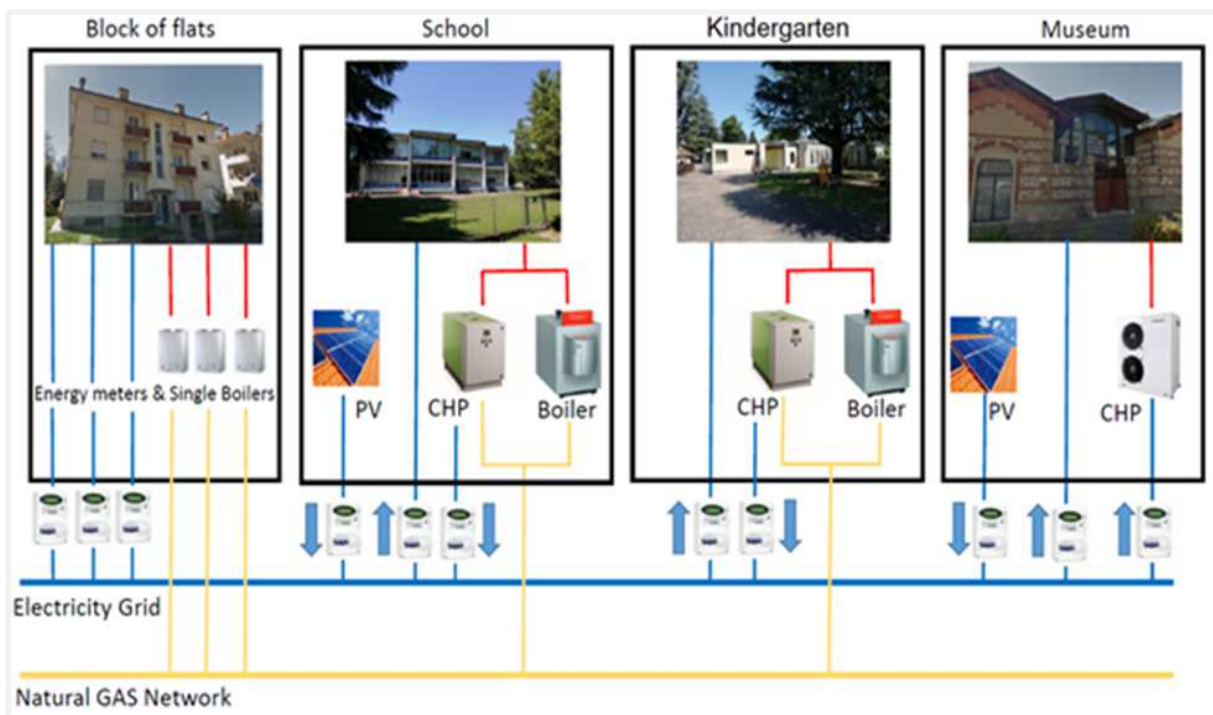 Block of flats
School
Kindergarten
Museum
Energy meters & Single Boilers
PV
CHP
Boiler
CHP
Boiler
PV
CHP
Electricity Grid
Natural GAS Network